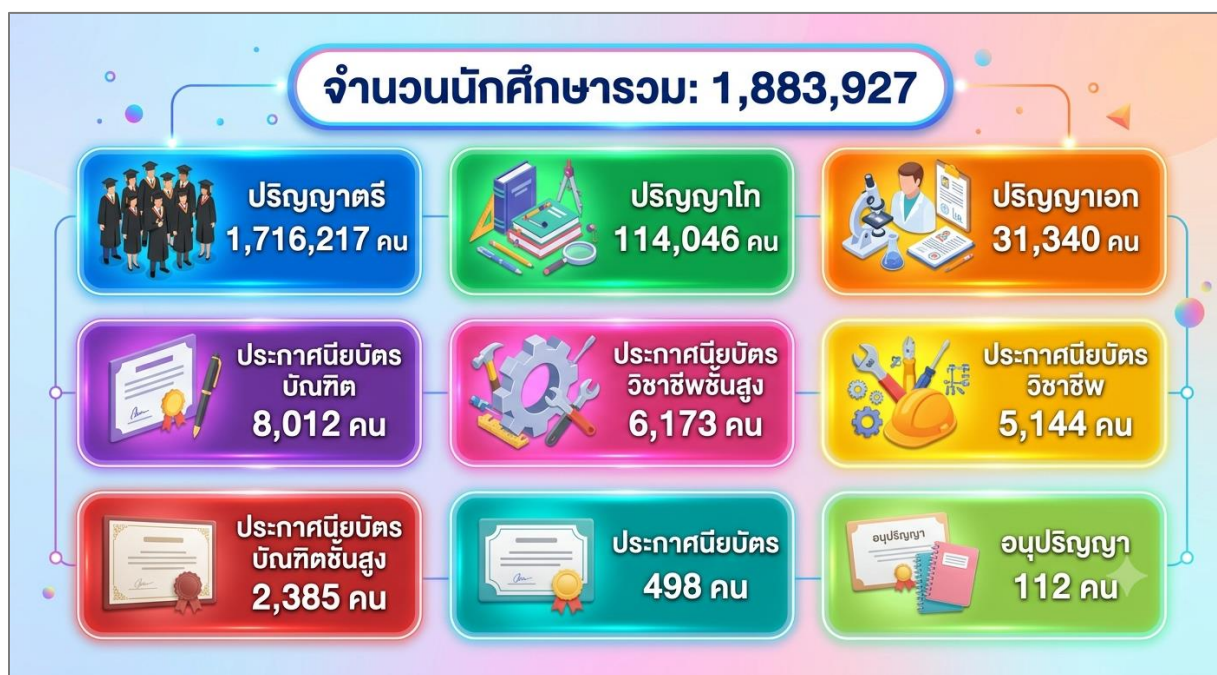 จำนวนนักศึกษารวม: 1,883,927
ปริญญาตรี
1,716,217 คน
ปริญญาโท
114,046 คน
ปริญญาเอก
31,340 คน
ประกาศนียบัตร
บัณฑิต
8,012 คน
ประกาศนียบัตร
วิชาชีพชั้นสูง
6,173 คน
ประกาศนียบัตร
วิชาชีพ
5,144 คน
ประกาศนียบัตร
บัณฑิตชั้นสูง
2,385 คน
ประกาศนียบัตร
498 คน
อนุปริญญา
อนุปริญญา
112 คน